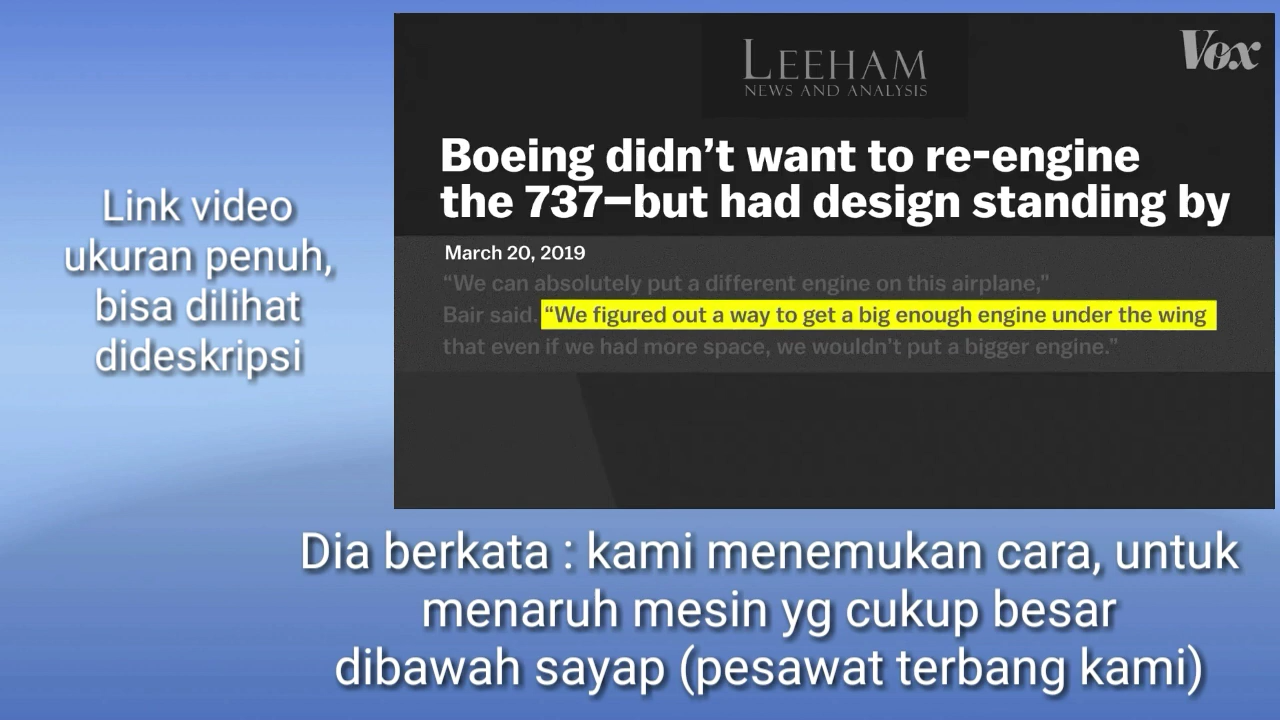 LEEHAM
NEWS AND ANALYSIS
Vox
Boeing didn’t want to re-engine
the 737—but had design standing by
March 20, 2019
“We can absolutely put a different engine on this airplane,”
Bair said. “We figured out a way to get a big enough engine under the wing
that even if we had more space, we wouldn’t put a bigger engine.”
Link video
ukuran penuh,
bisa dilihat
dideskripsi
Dia berkata : kami menemukan cara, untuk
menaruh mesin yg cukup besar
dibawah sayap (pesawat terbang kami)